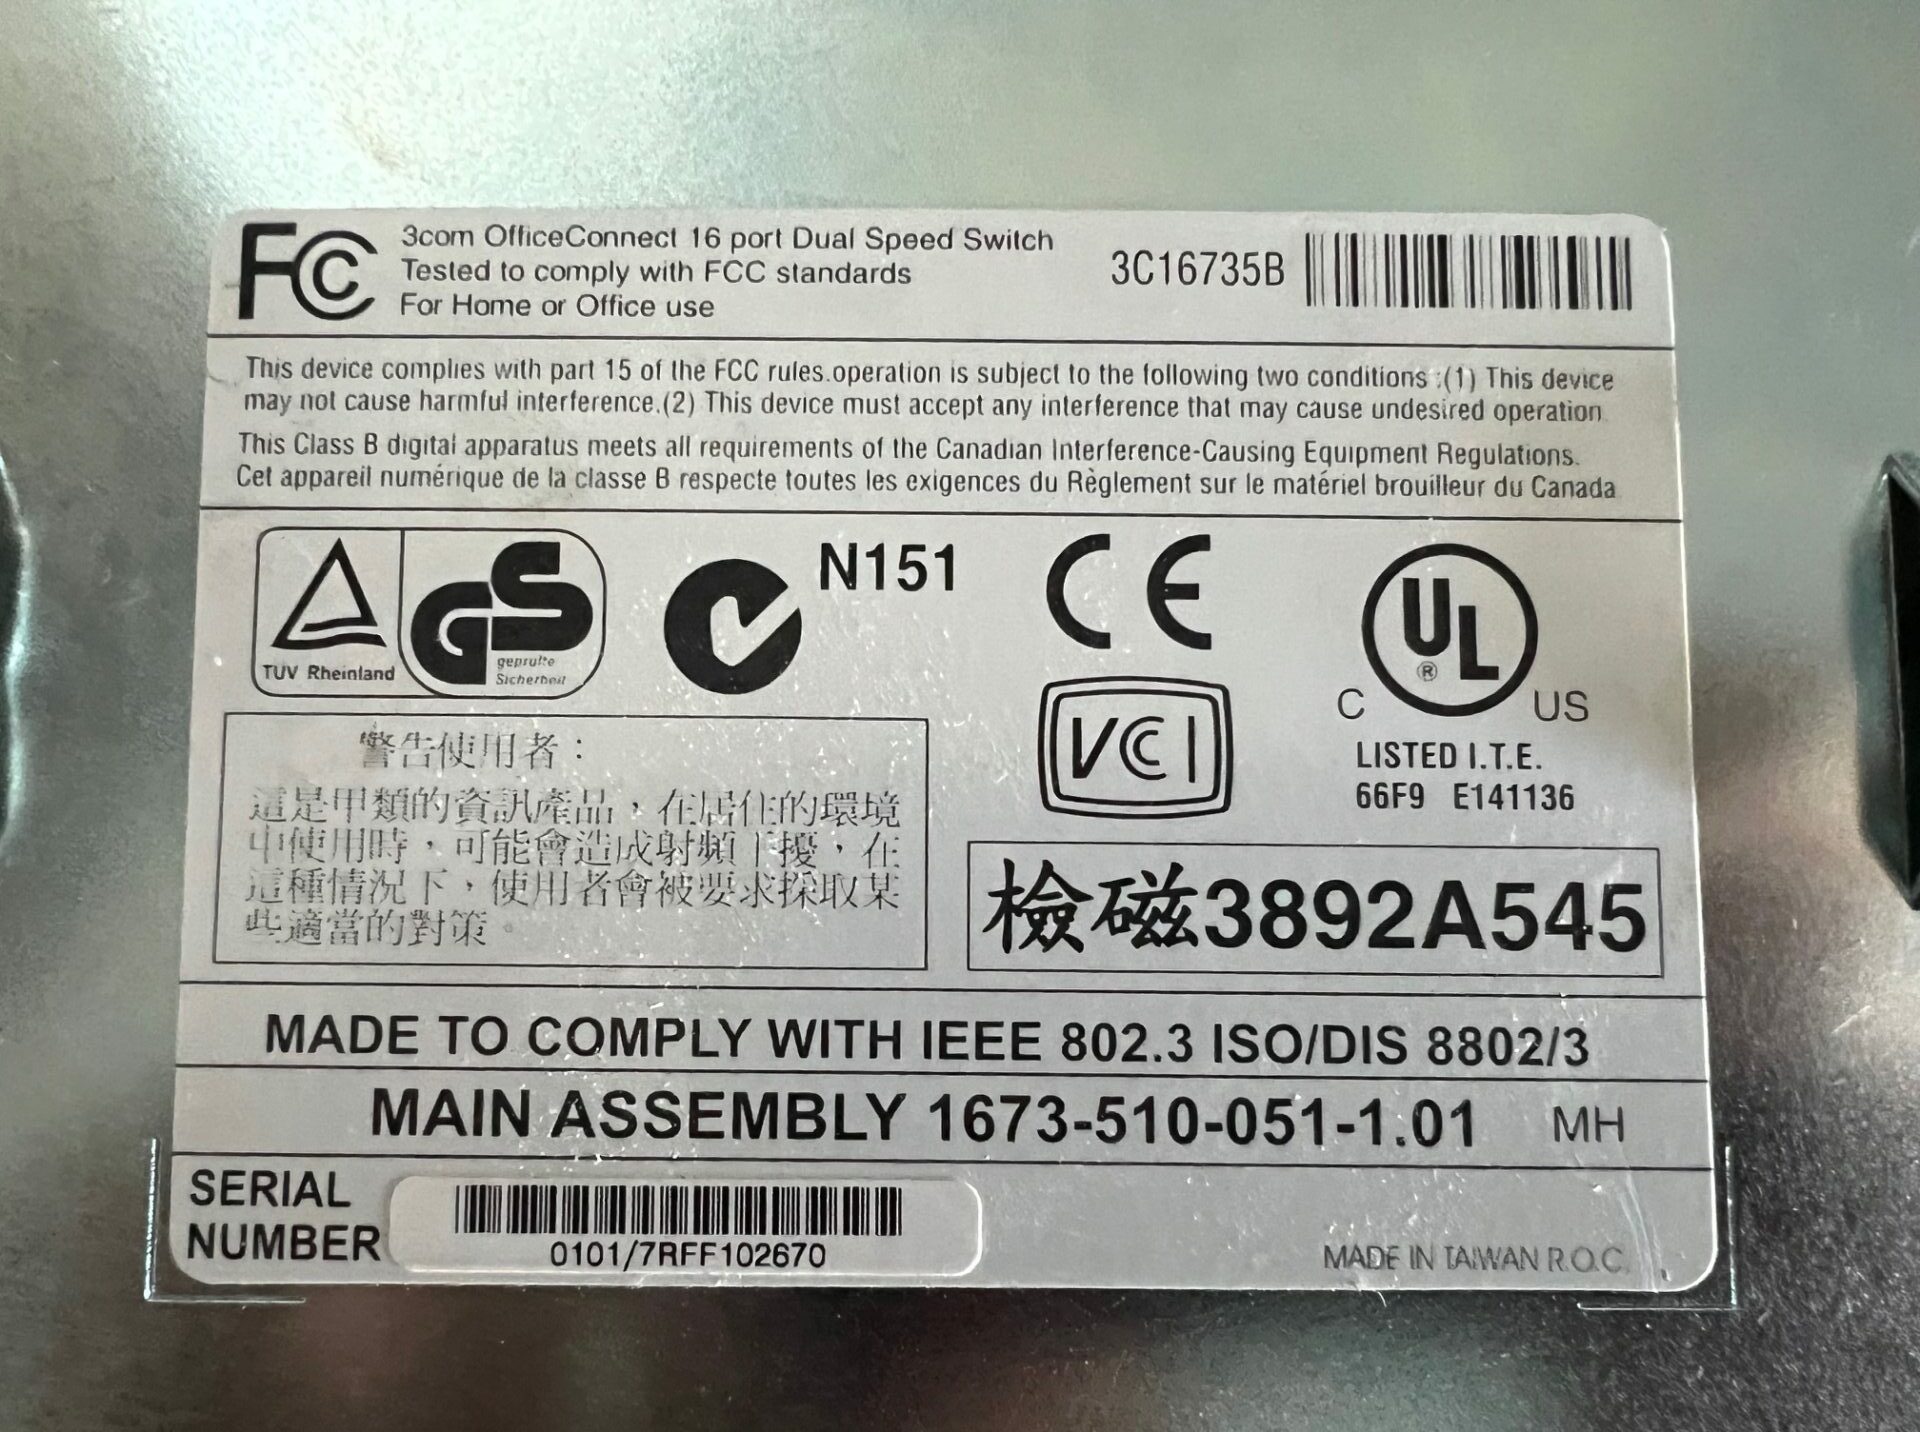 FC 3com OfficeConnect 16 port Dual Speed Switch
Tested to comply with FCC standards
For Home or Office use
3C16735B
This device complies with part 15 of the FCC rules.operation is subject to the following two conditions :(1) This device
may not cause harmful interference.(2) This device must accept any interference that may cause undesired operation
This Class B digital apparatus meets all requirements of the Canadian Interference-Causing Equipment Regulations.
Cet appareil numérique de la classe B respecte toutes les exigences du Règlement sur le matériel brouilleur du Canada
TUV Rheinland
GS
geprufte
Sicherheit
N151
CE
UL
®
C US
LISTED I.T.E.
66F9 E141136
VCI
警告使用者：
這是甲類的資訊產品，在居住的環境
中使用時，可能會造成射頻干擾，在
這種情況下，使用者會被要求採取某
些適當的對策。
檢磁3892A545
MADE TO COMPLY WITH IEEE 802.3 ISO/DIS 8802/3
MAIN ASSEMBLY 1673-510-051-1.01 MH
SERIAL
NUMBER
0101/7RFF102670
MADE IN TAIWAN R.O.C.